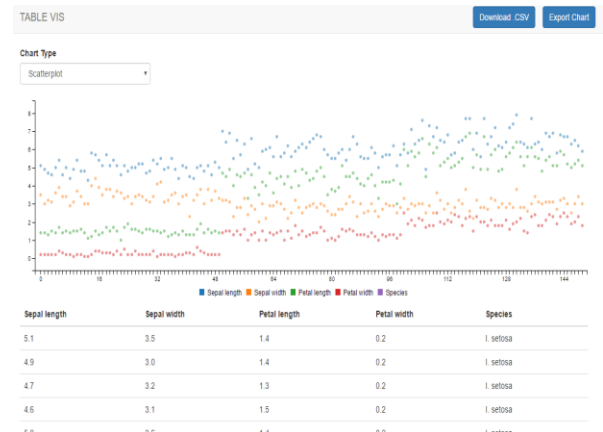 TABLE VIS
Download .CSV
Export Chart
Chart Type
Scatterplot
8
7
6
5
4
3
2
1
0
0 16 32 48 64 80 96 112 128 144
Sepal length Sepal width Petal length Petal width Species
Sepal length Sepal width Petal length Petal width Species
5.1 3.5 1.4 0.2 I. setosa
4.9 3.0 1.4 0.2 I. setosa
4.7 3.2 1.3 0.2 I. setosa
4.6 3.1 1.5 0.2 I. setosa